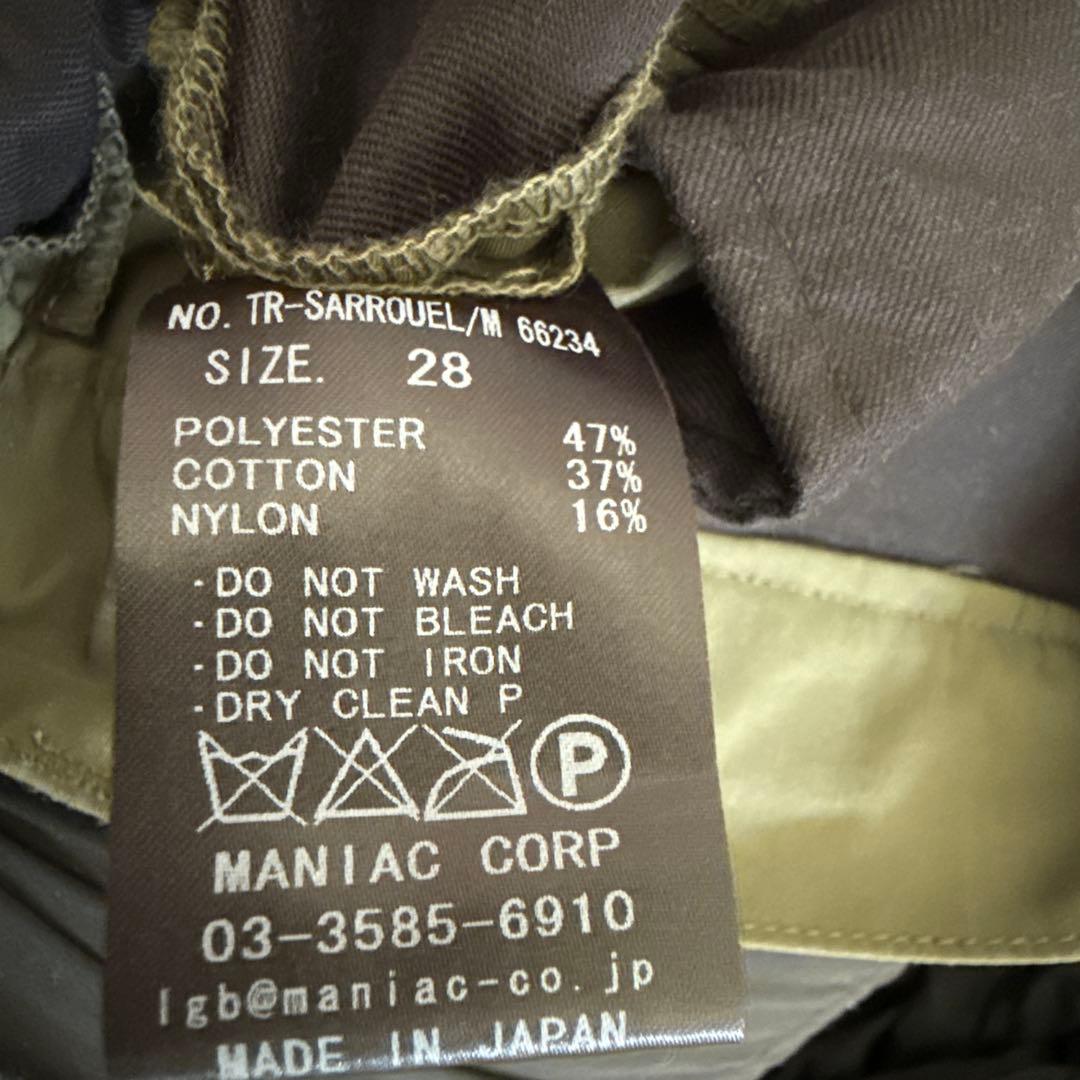 NO. TR-SARROUEL/M 66234
SIZE. 28
POLYESTER 47%
COTTON 37%
NYLON 16%
·DO NOT WASH
·DO NOT BLEACH
·DO NOT IRON
·DRY CLEAN P
P
MANIAC CORP
03-3585-6910
lgb@maniac-co.jp
MADE IN JAPAN